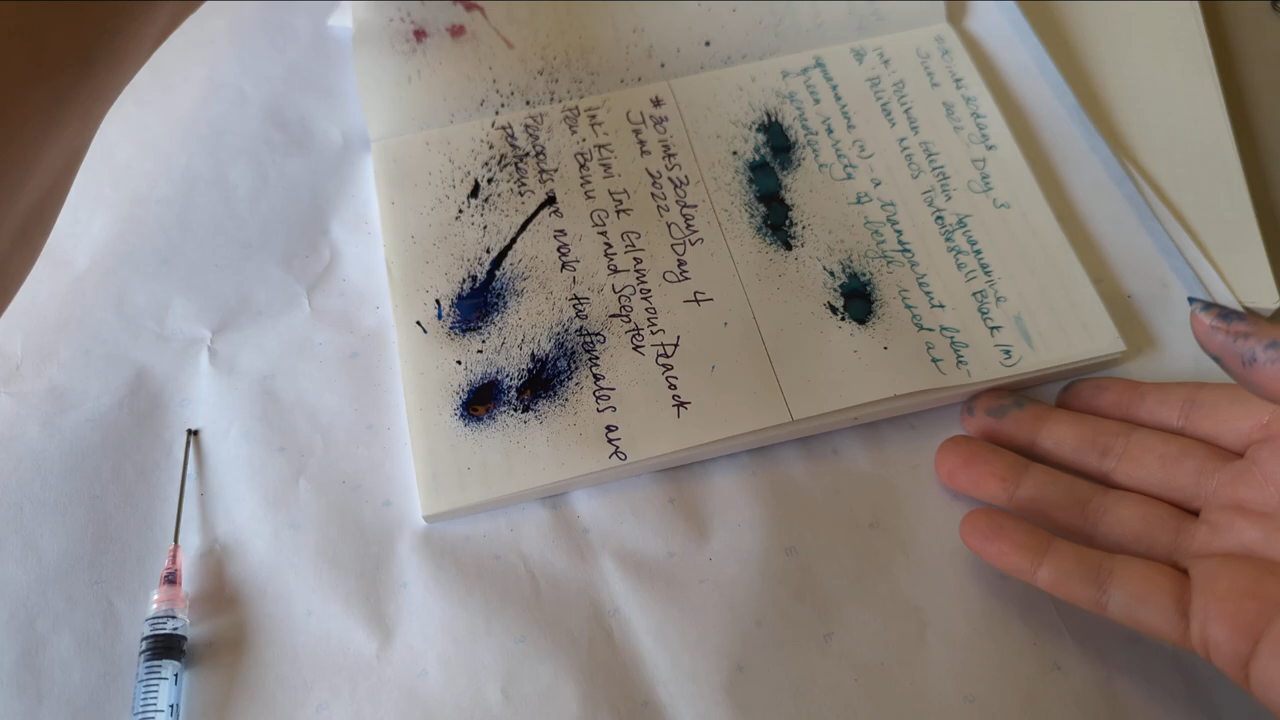 #30inks30days Day 3
June 2022
Ink: Pelikan Edelstein Aquamarine
Pen: Pelikan M605 Tortoiseshell Black (M)
aquamarine (n) - a transparent blue-
green variety of beryl, used as
a gemstone
#30inks30days Day 4
June 2022
Ink: Kimi Ink Glamorous Peacock
Pen: Benu Grand Scepter
Peacocks are male - the females are
peahens
1